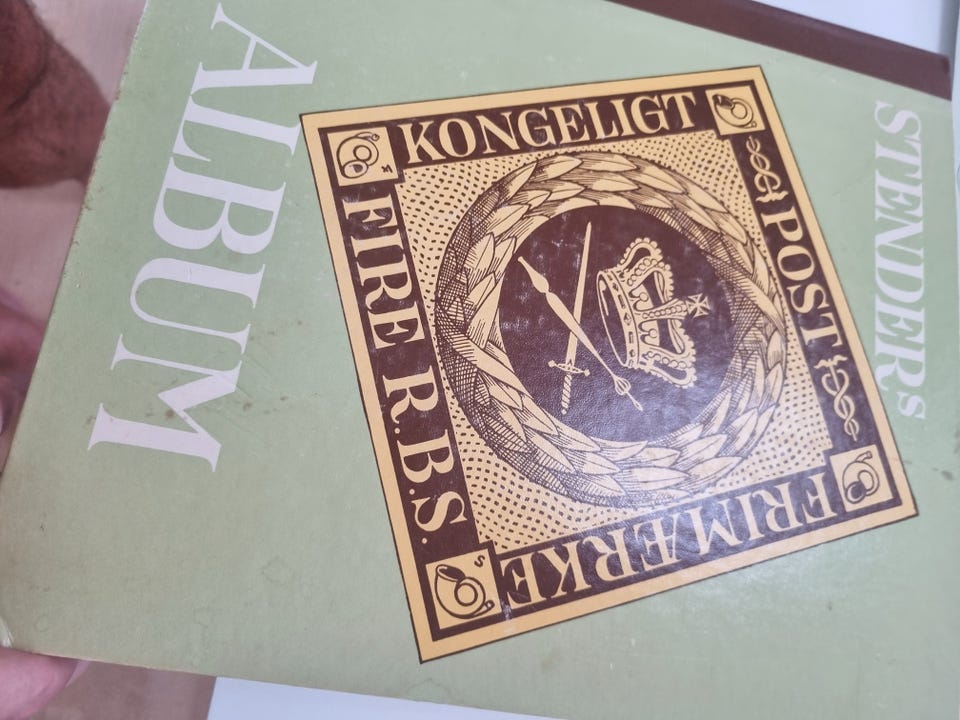 STENDERs
KONGELIGT
POST
FRIMÆRKE
FIRE R.B.S.
M
S
ALBUM